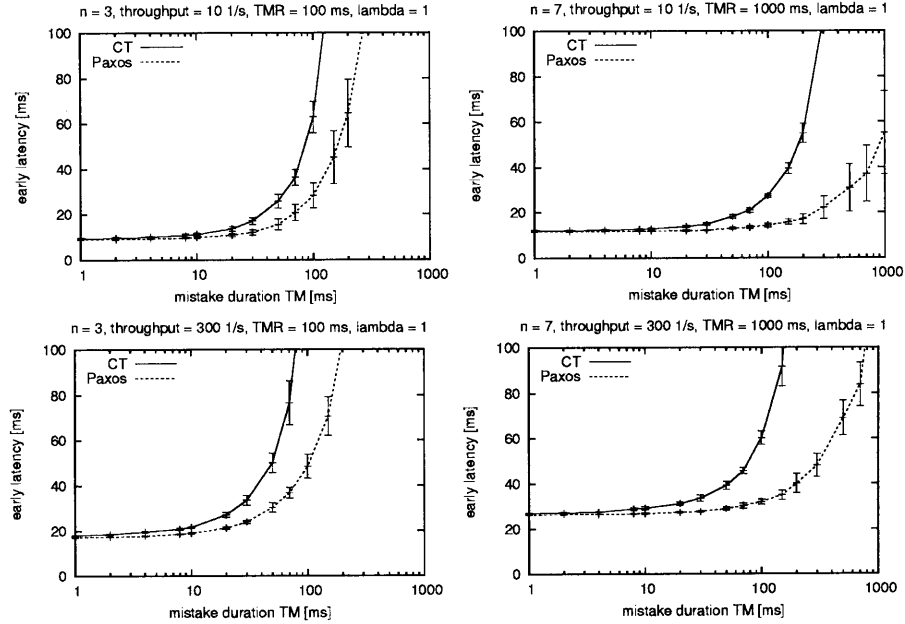 n = 3, throughput = 10 1/s, TMR = 100 ms, lambda = 1
100
80
60
40
20
0
early latency [ms]
CT
Paxos
1
10
100
1000
mistake duration TM [ms]
n = 7, throughput = 10 1/s, TMR = 1000 ms, lambda = 1
100
80
60
40
20
0
early latency [ms]
CT
Paxos
1
10
100
1000
mistake duration TM [ms]
n = 3, throughput = 300 1/s, TMR = 100 ms, lambda = 1
100
80
60
40
20
0
early latency [ms]
CT
Paxos
1
10
100
1000
mistake duration TM [ms]
n = 7, throughput = 300 1/s, TMR = 1000 ms, lambda = 1
100
80
60
40
20
0
early latency [ms]
CT
Paxos
1
10
100
1000
mistake duration TM [ms]